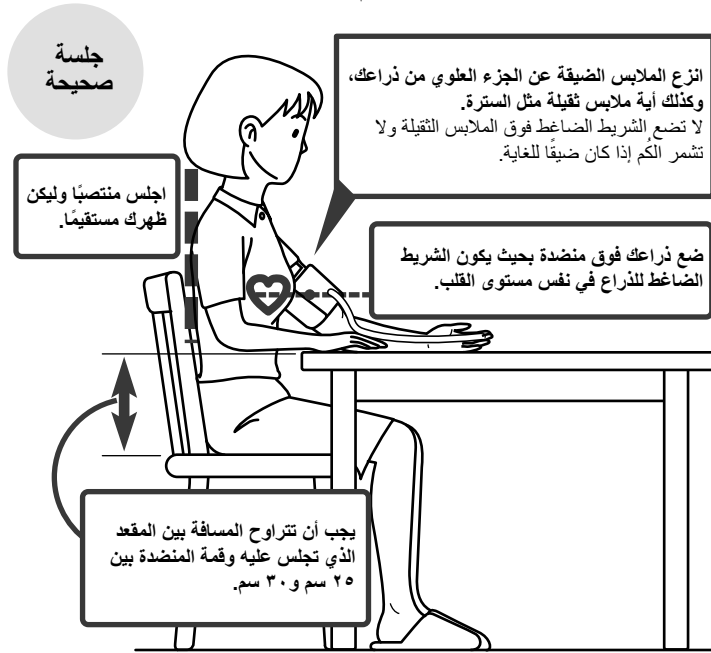 جلسة
صحيحة
انزع الملابس الضيقة عن الجزء العلوي من ذراعك،
وكذلك أية ملابس ثقيلة مثل السترة.
لا تضع الشريط الضاغط فوق الملابس الثقيلة ولا
تشمر الكُم إذا كان ضيقًا للغاية.
اجلس منتصبًا وليكن
ظهرك مستقيمًا.
ضع ذراعك فوق منضدة بحيث يكون الشريط
الضاغط للذراع في نفس مستوى القلب.
يجب أن تتراوح المسافة بين المقعد
الذي تجلس عليه وقمة المنضدة بين
٢٥ سم و٣٠ سم.